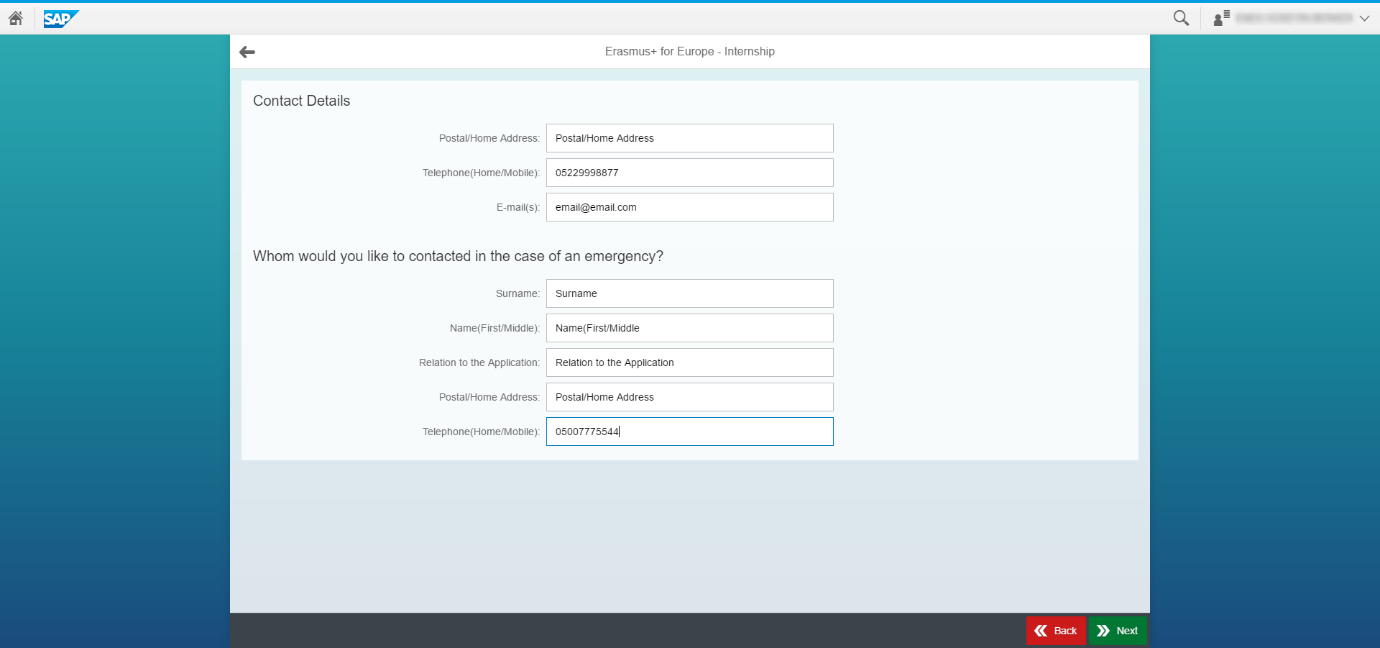 SAP
Erasmus+ for Europe - Internship
Contact Details
Postal/Home Address: Postal/Home Address
Telephone(Home/Mobile): 05229998877
E-mail(s): email@email.com
Whom would you like to contacted in the case of an emergency?
Surname: Surname
Name(First/Middle): Name(First/Middle
Relation to the Application: Relation to the Application
Postal/Home Address: Postal/Home Address
Telephone(Home/Mobile): 05007775544
Back Next